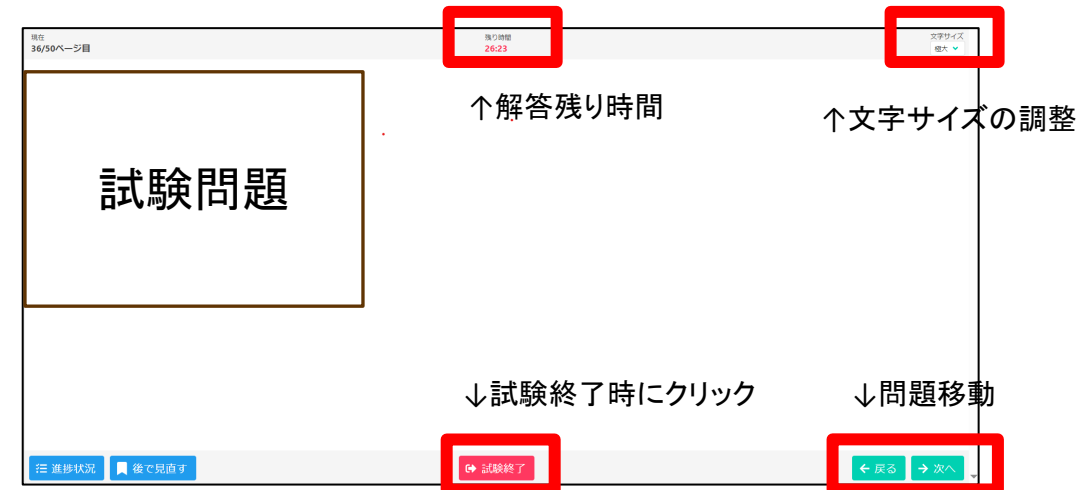 現在
36/50ページ目
残り時間
26:23
文字サイズ
極大
↑解答残り時間
↑文字サイズの調整
試験問題
↓試験終了時にクリック
↓問題移動
進捗状況
後で見直す
試験終了
← 戻る
→ 次へ